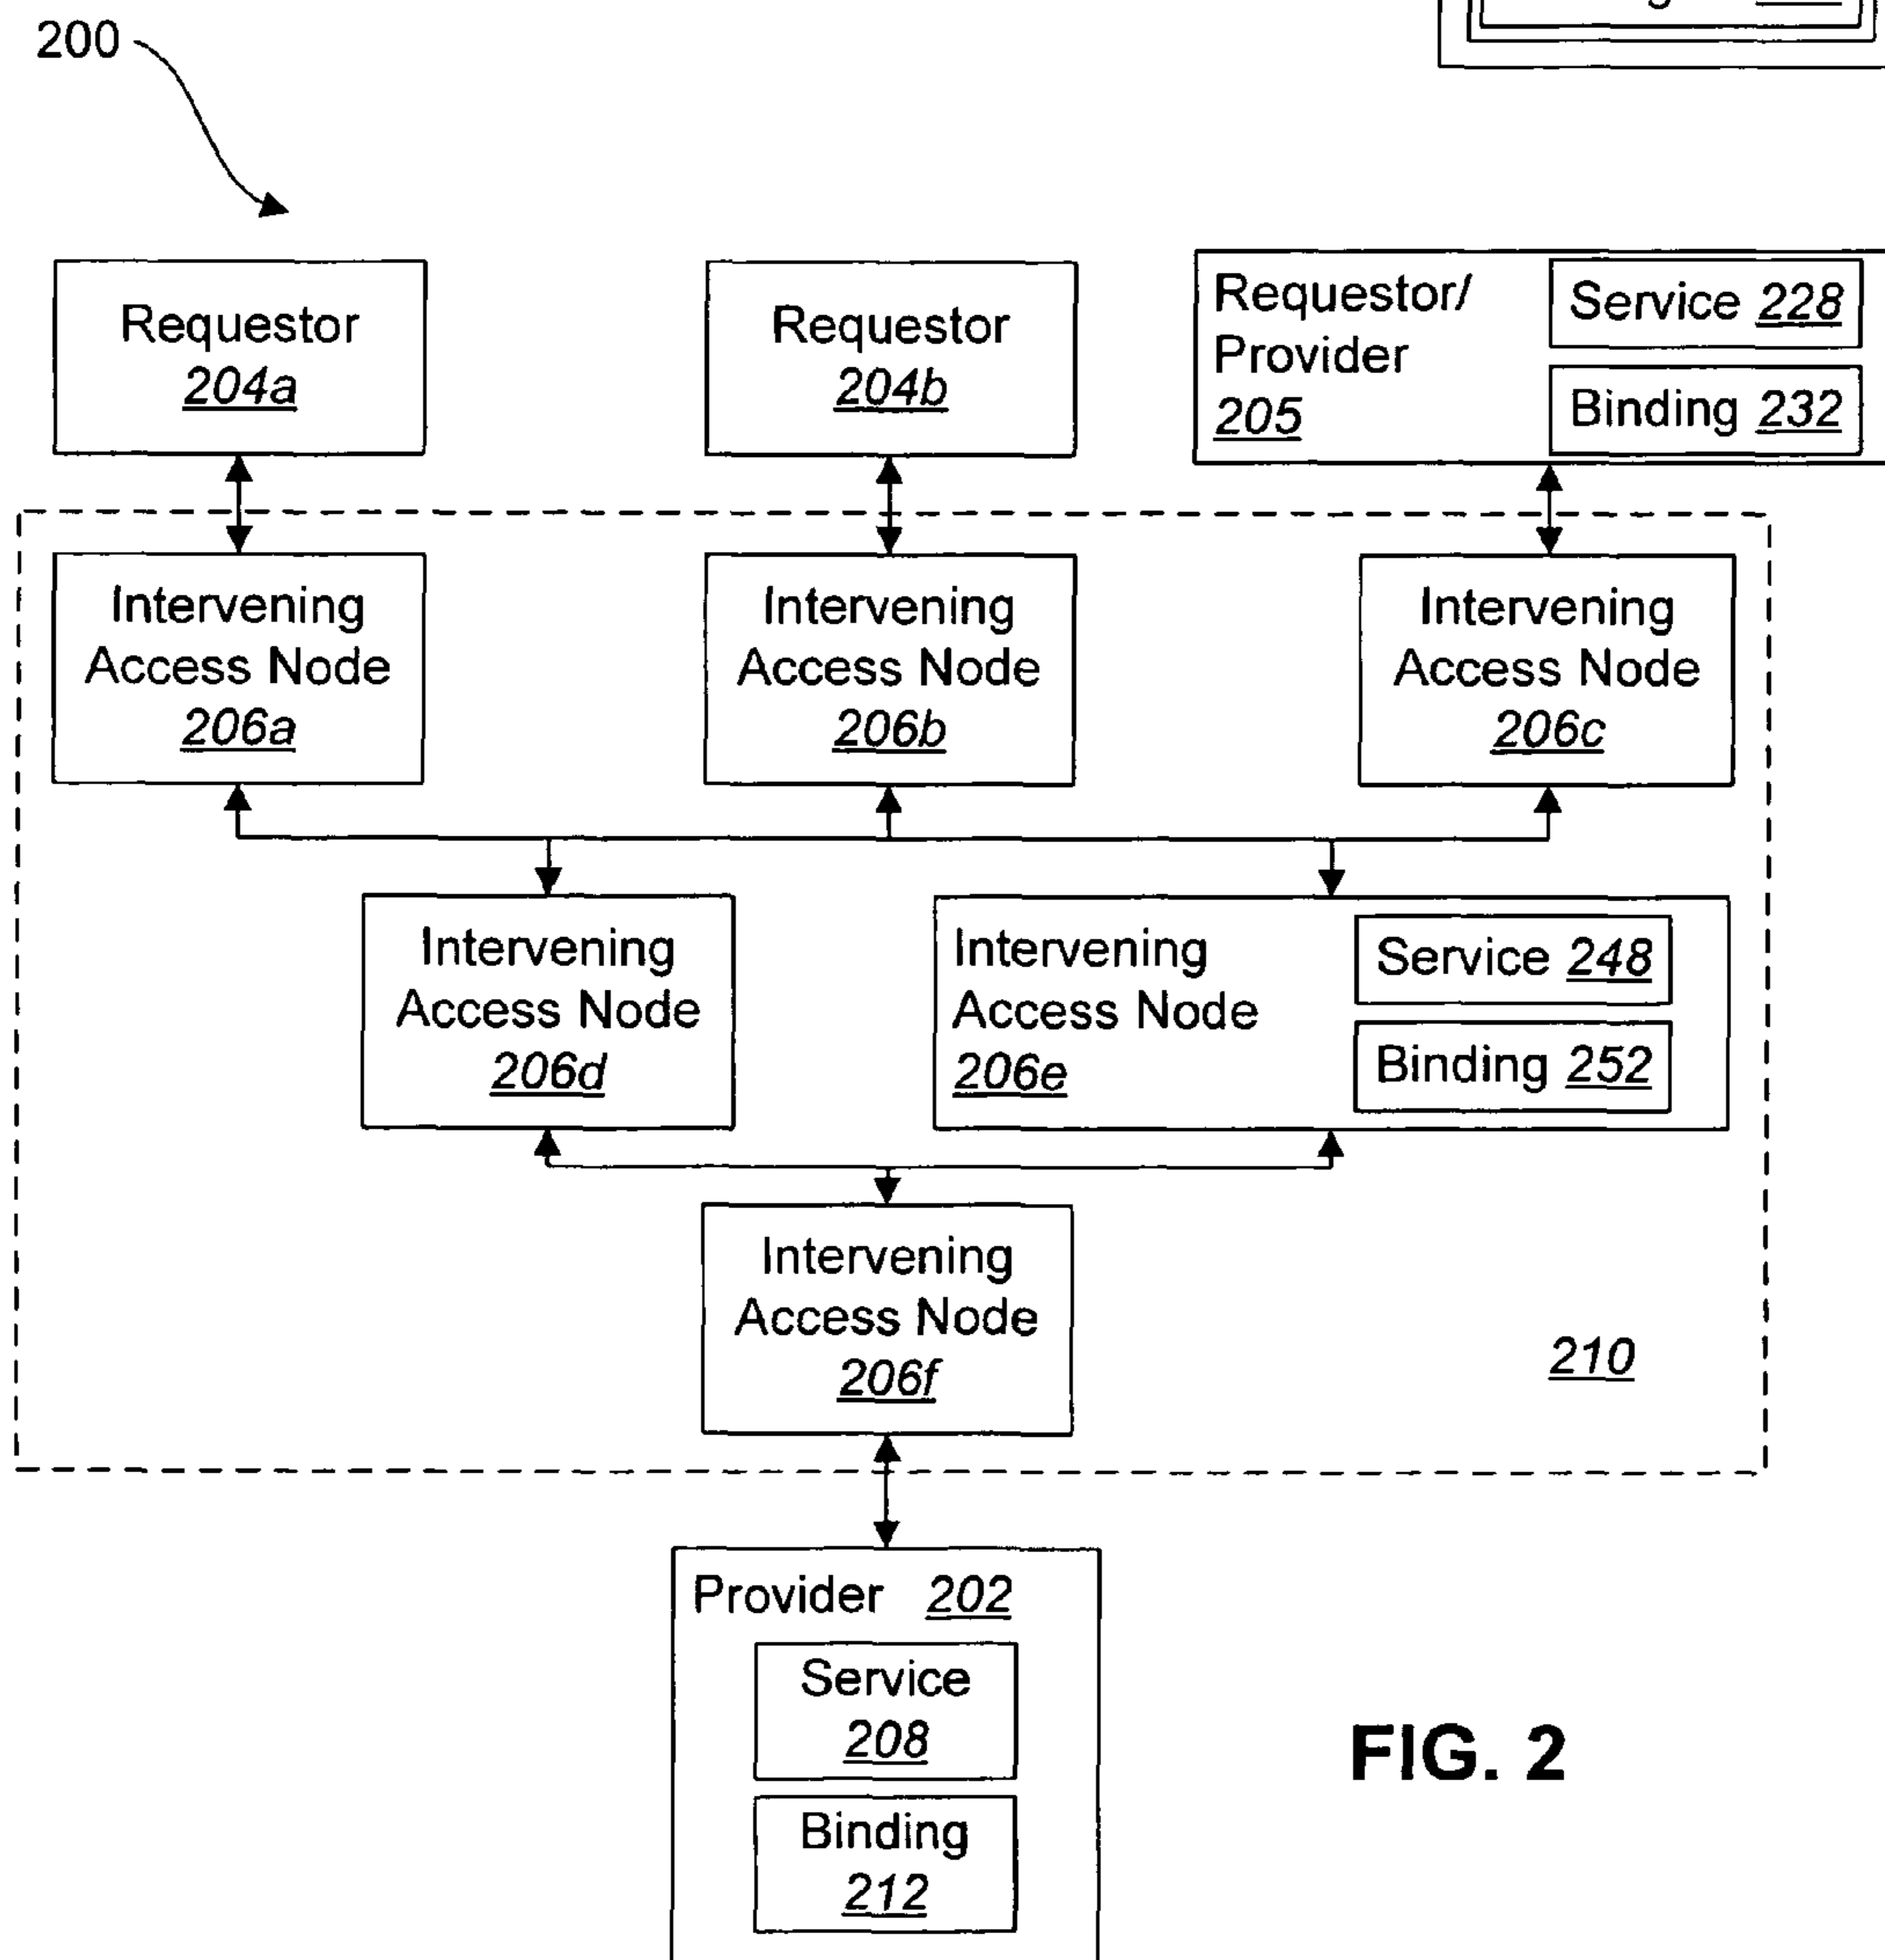 200
Requestor
204a
Requestor
204b
Requestor/
Provider
205
Service 228
Binding 232
Intervening
Access Node
206a
Intervening
Access Node
206b
Intervening
Access Node
206c
Intervening
Access Node
206d
Intervening
Access Node
206e
Service 248
Binding 252
Intervening
Access Node
206f
210
Provider 202
Service
208
Binding
212
FIG. 2